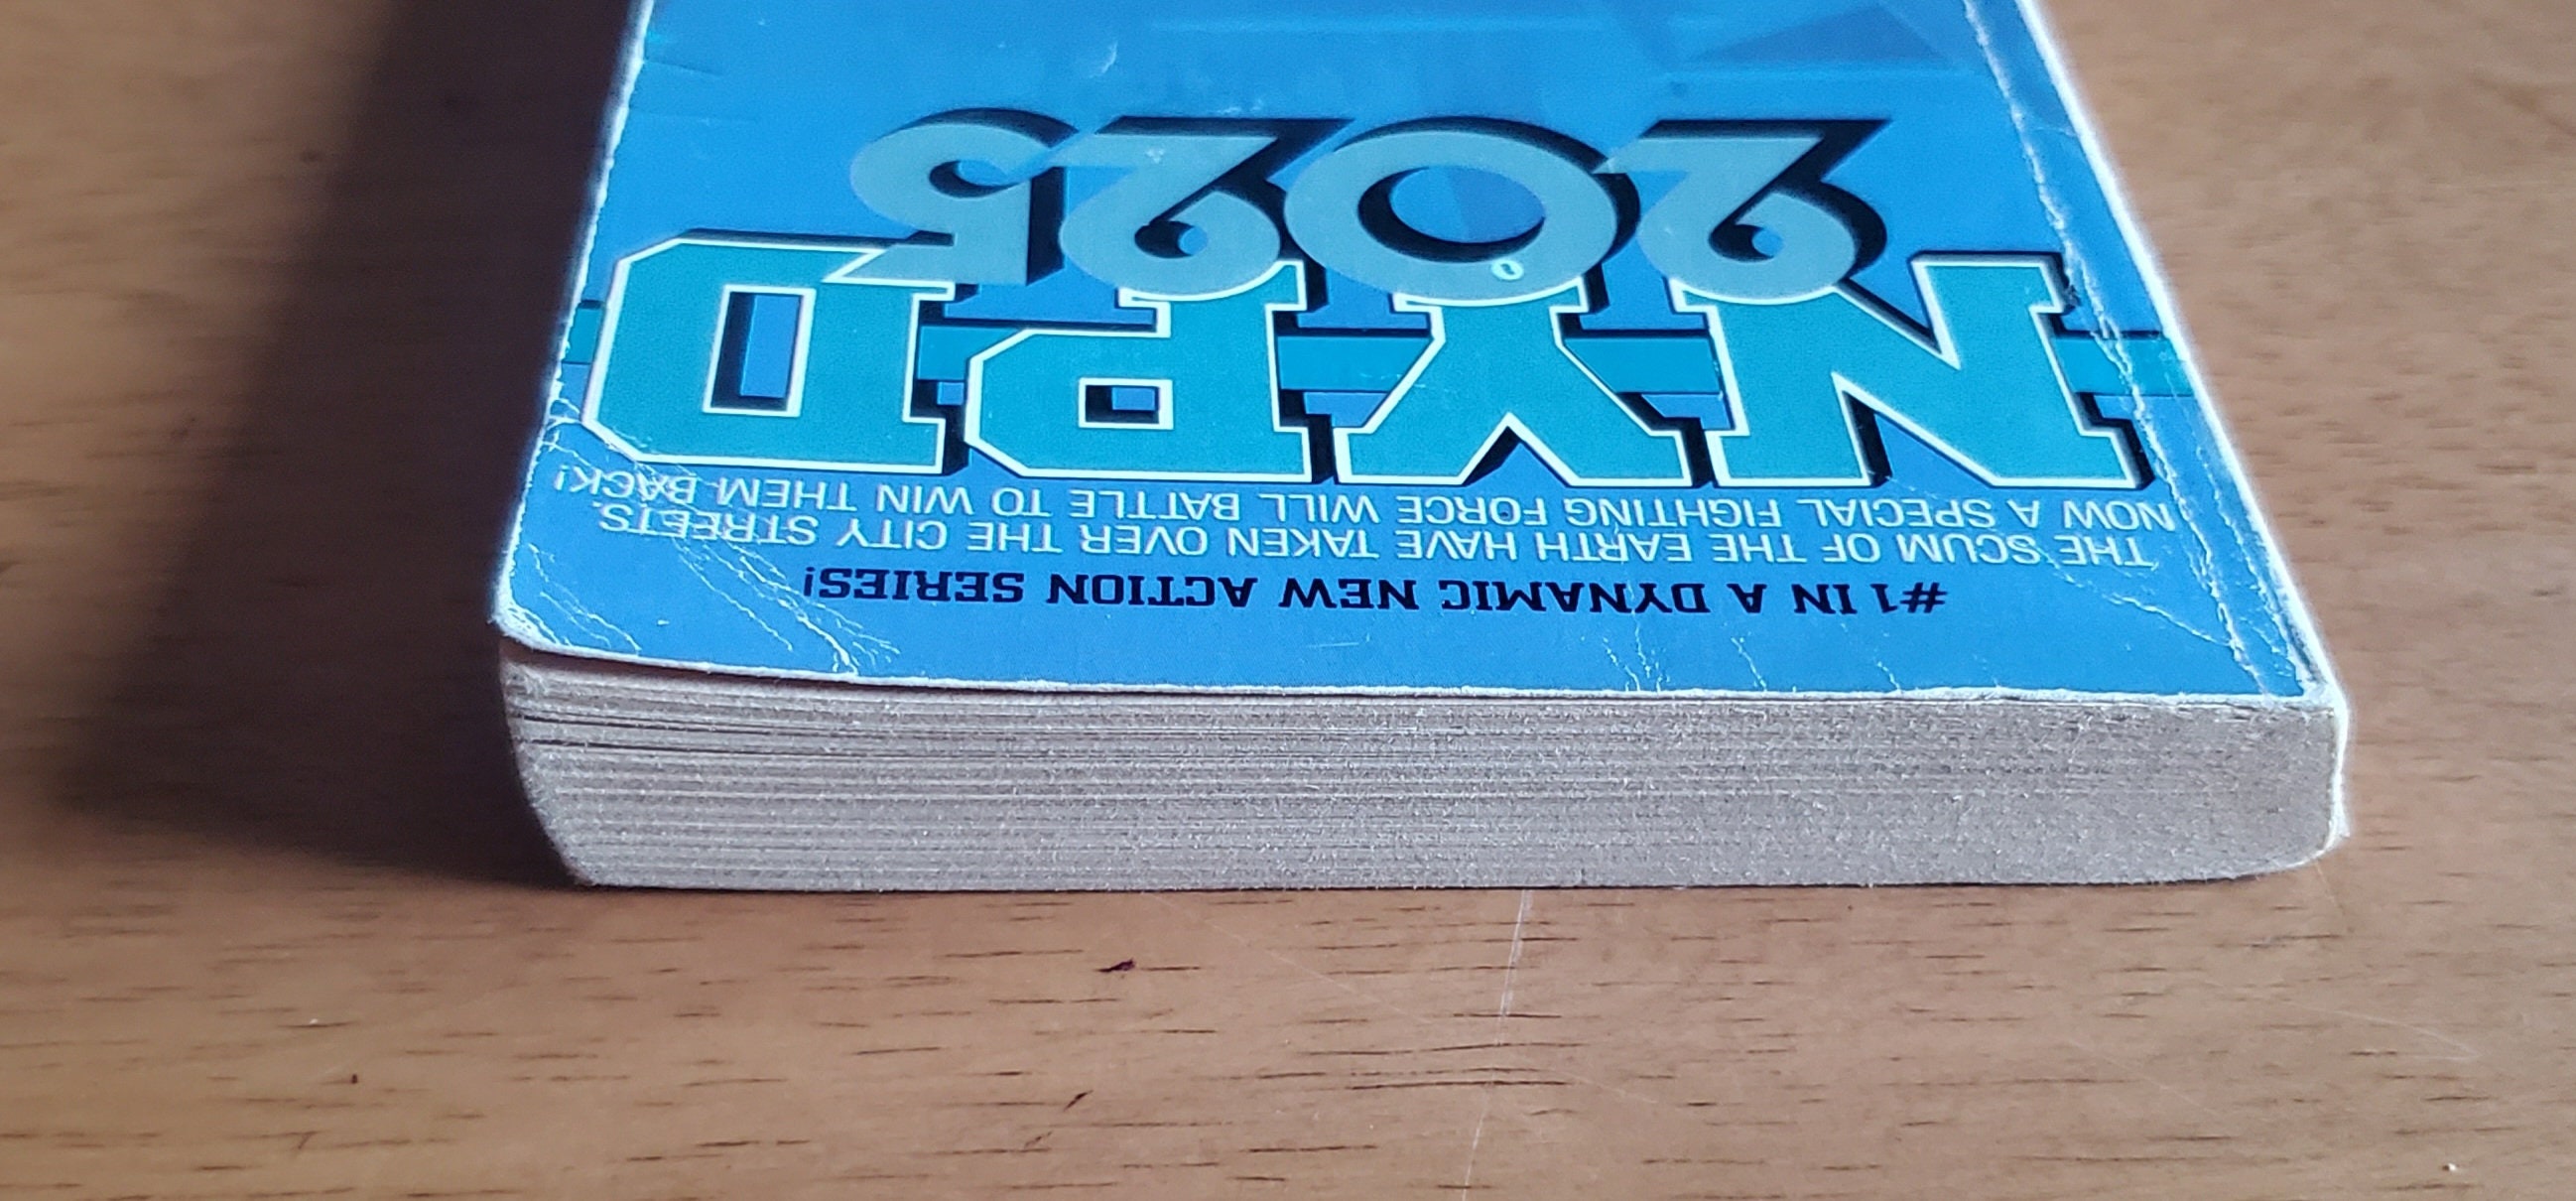 #1 IN A DYNAMIC NEW ACTION SERIES!
THE SCUM OF THE EARTH HAVE TAKEN OVER THE CITY STREETS.
NOW A SPECIAL FIGHTING FORCE WILL BATTLE TO WIN THEM BACK!
NYPD
2025